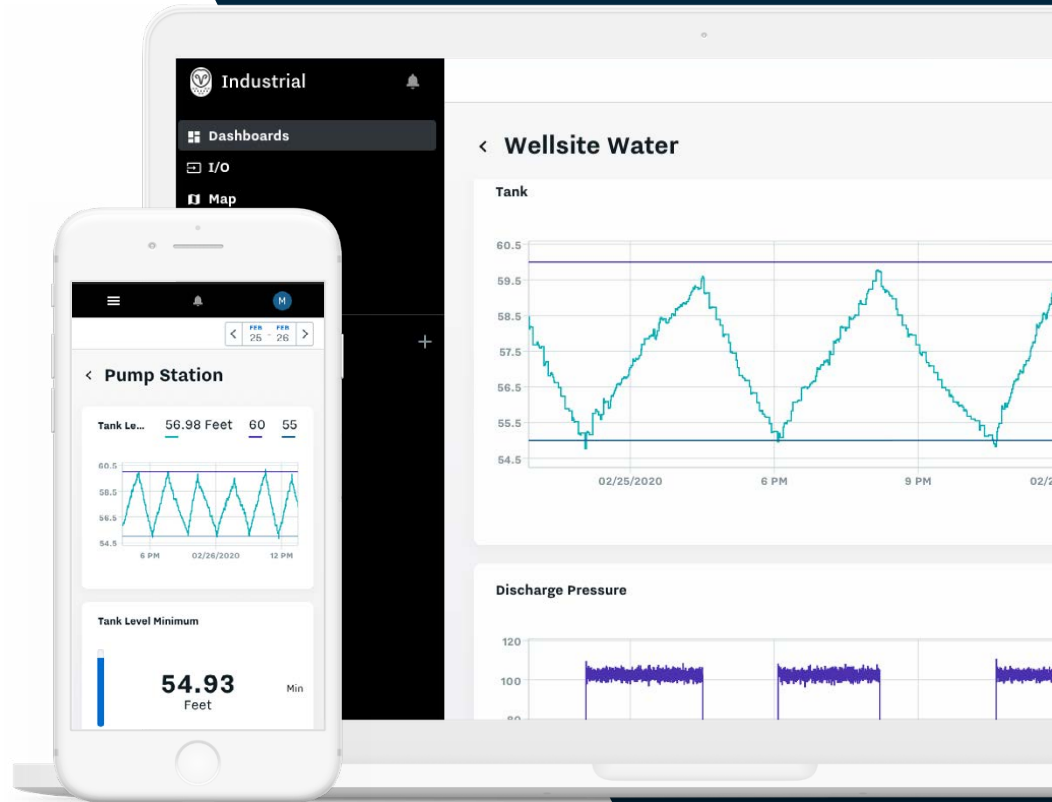 Industrial
Dashboards
I/O
Map
Wellsite Water
Tank
60.5
59.5
58.5
57.5
56.5
55.5
54.5
02/25/2020 6 PM 9 PM 02/2
Discharge Pressure
120
100
80
M
FEB 25 - FEB 26
Pump Station
Tank Le... 56.98 Feet 60 55
60.5
58.5
56.5
54.5
6 PM 02/26/2020 12 PM
Tank Level Minimum
54.93 Min
Feet